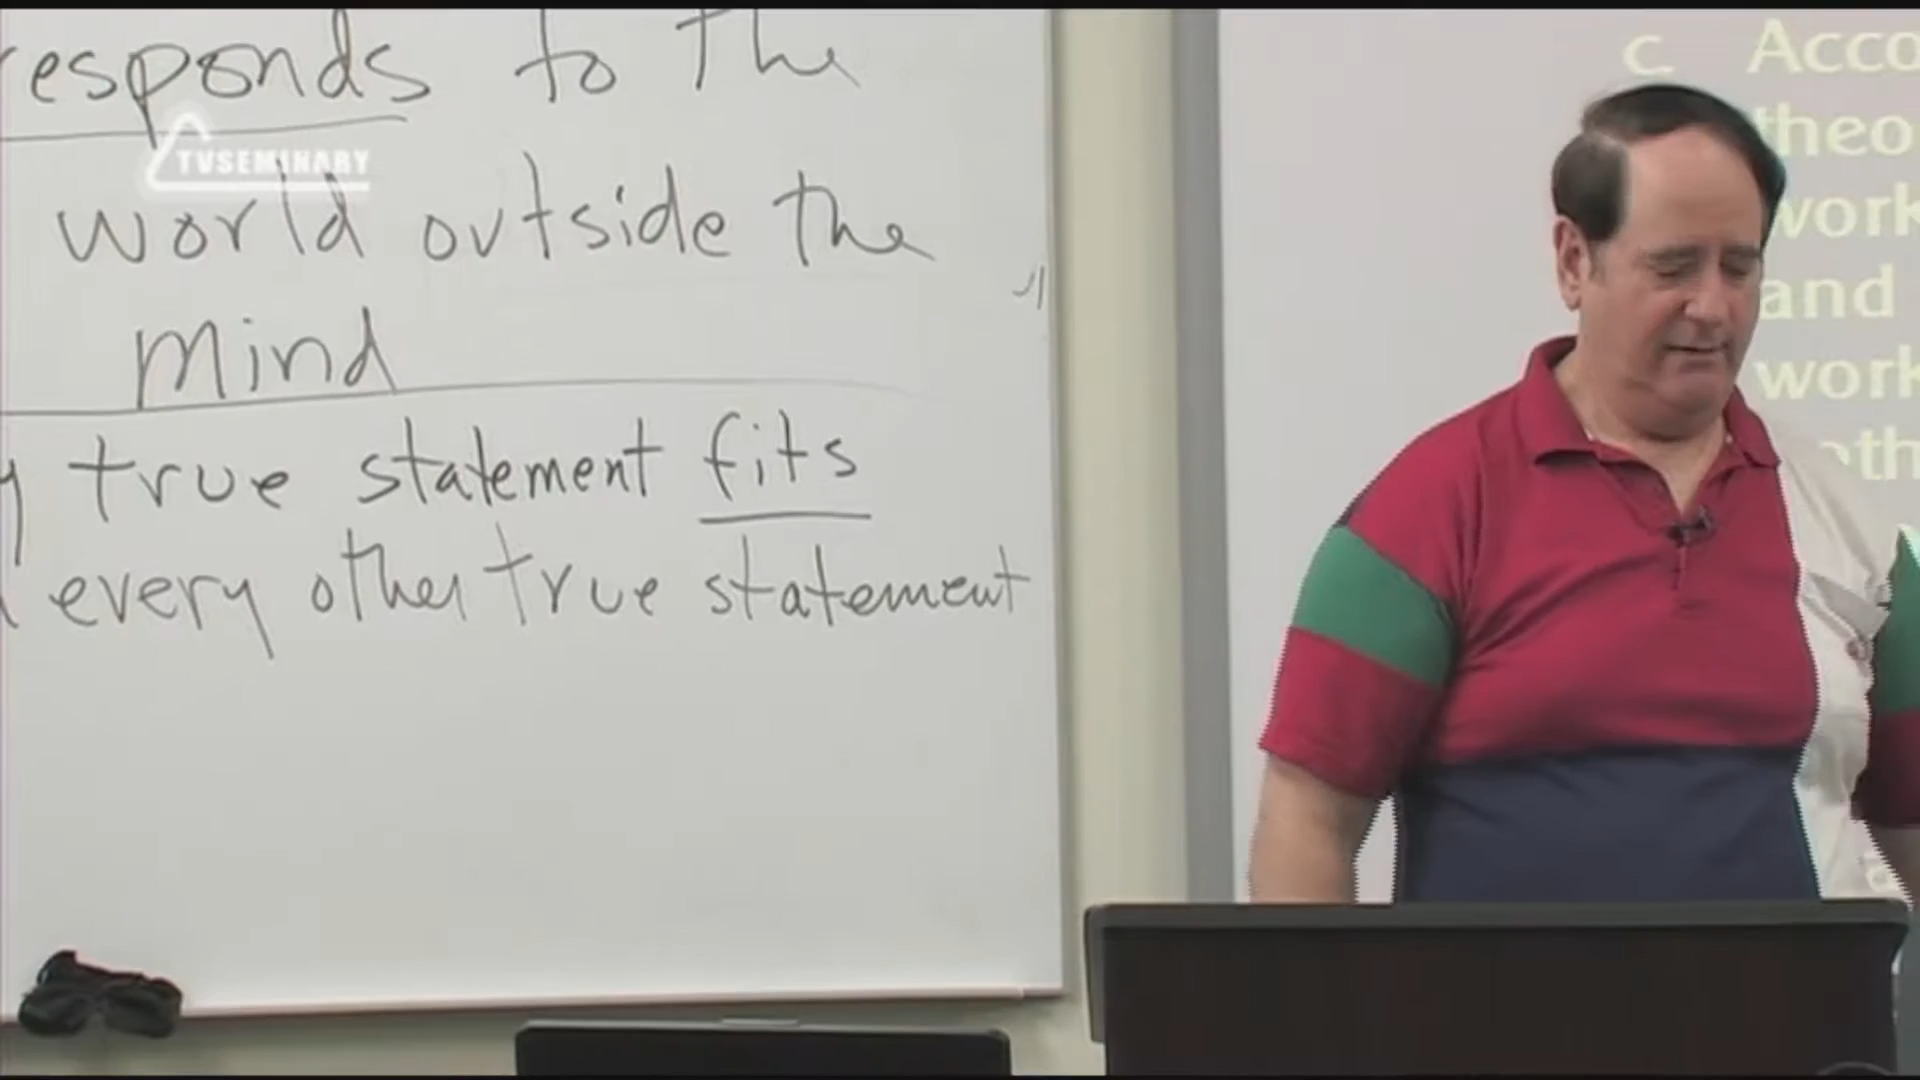 esponds to the
TVSEMINARY
world outside the
mind
y true statement fits
every other true statement
c Acco
theo
work
and
work
oth